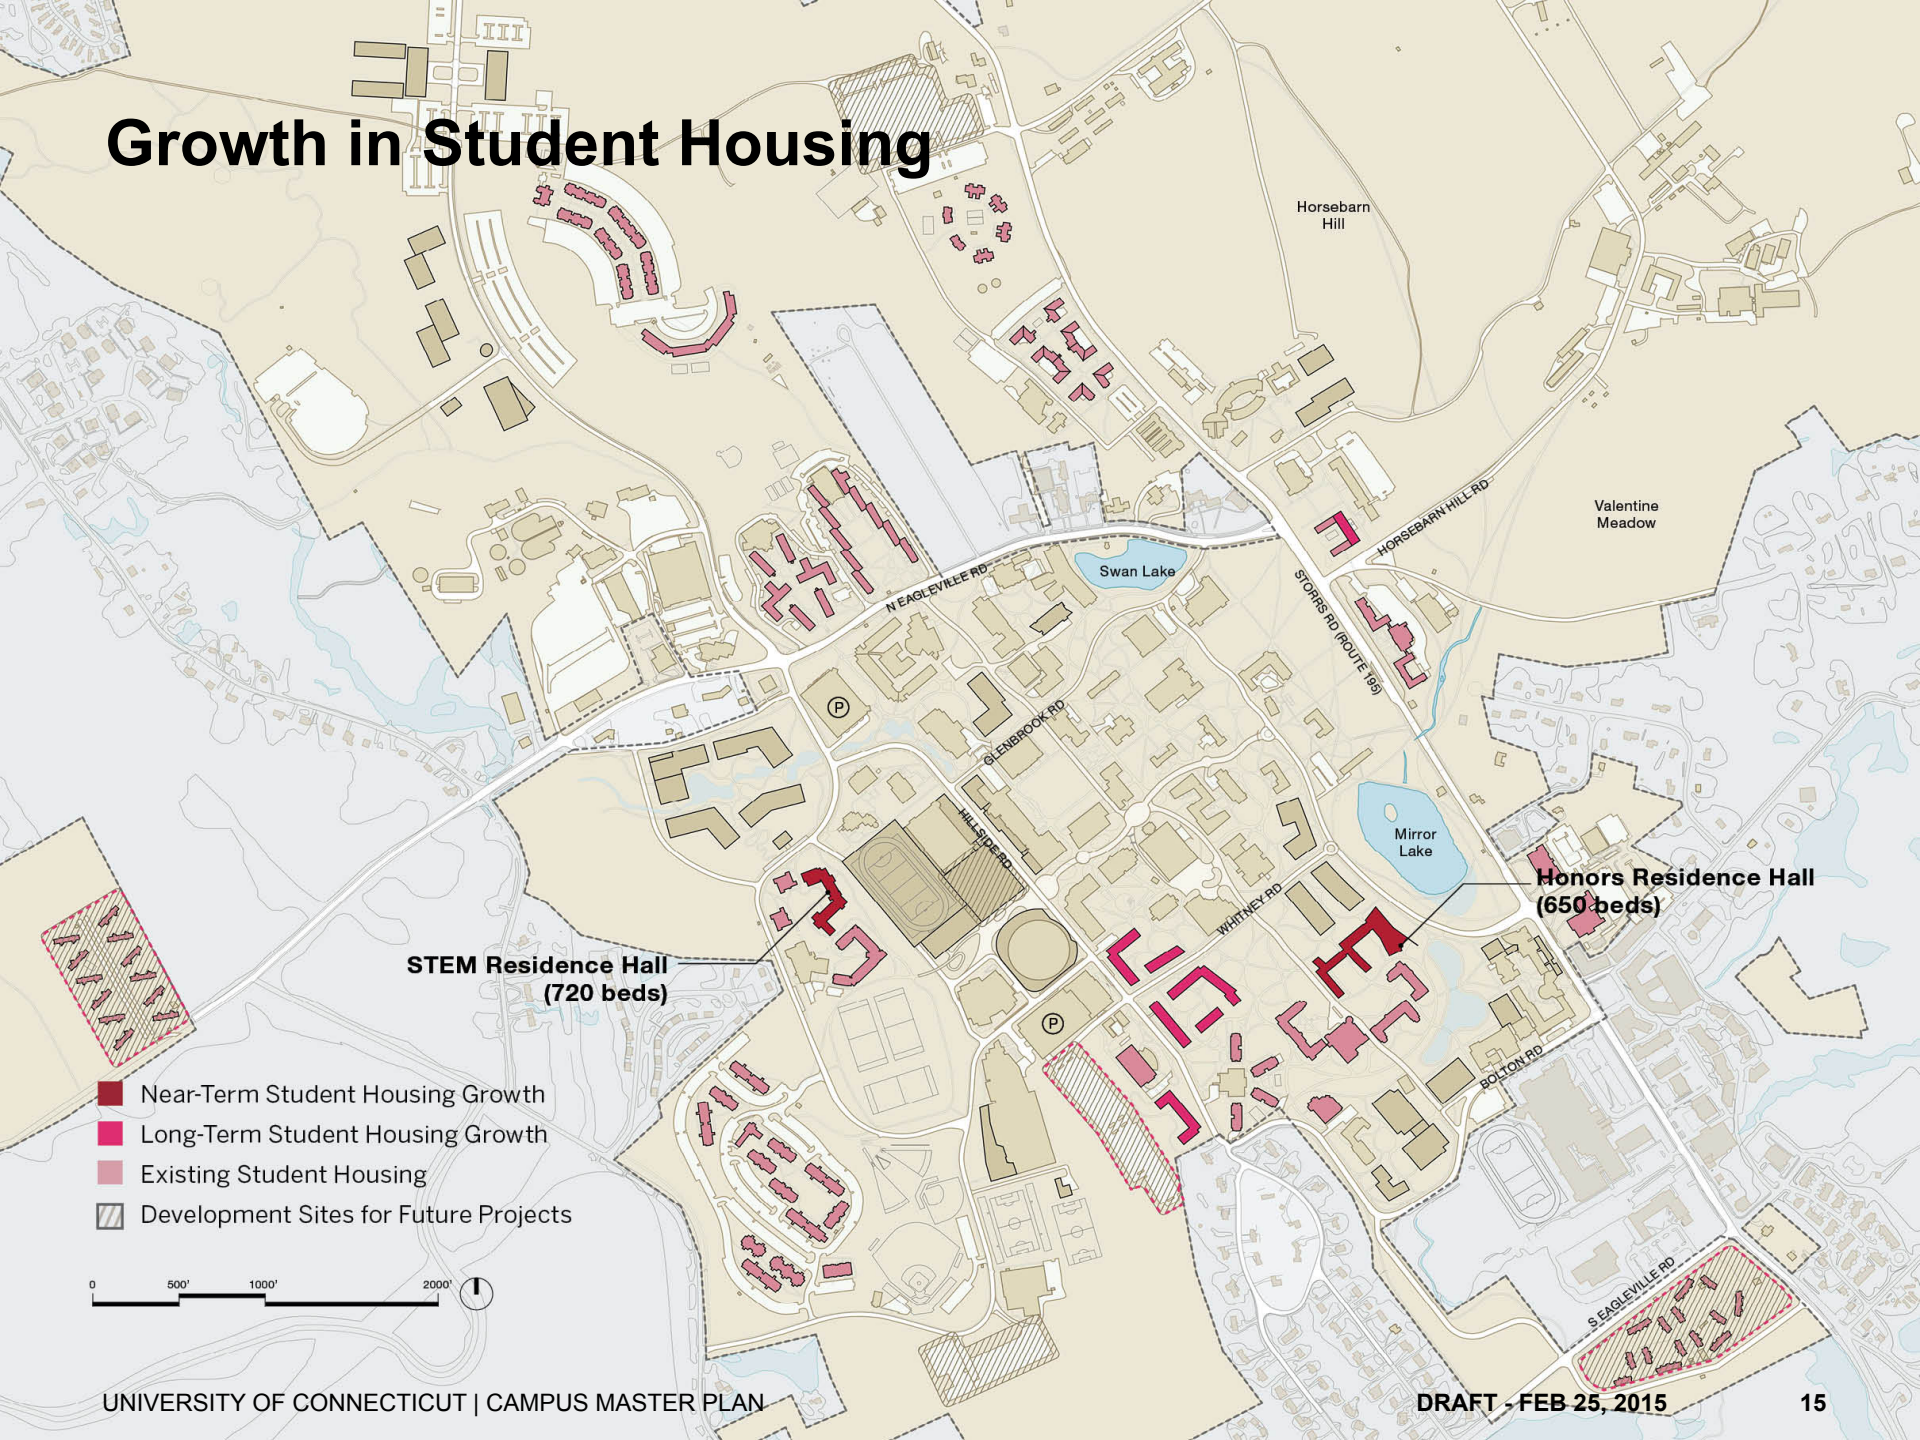 Growth in Student Housing
Horsebarn
Hill
Valentine
Meadow
HORSEBARN HILL RD
Swan Lake
N EAGLEVILLE RD
STORRS RD (ROUTE 195)
P
GLENBROOK RD
HILLSIDE RD
Mirror
Lake
WHITNEY RD
Honors Residence Hall
(650 beds)
STEM Residence Hall
(720 beds)
P
BOLTON RD
Near-Term Student Housing Growth
Long-Term Student Housing Growth
Existing Student Housing
Development Sites for Future Projects
0 500' 1000' 2000'
S EAGLEVILLE RD
UNIVERSITY OF CONNECTICUT | CAMPUS MASTER PLAN
DRAFT - FEB 25, 2015
15